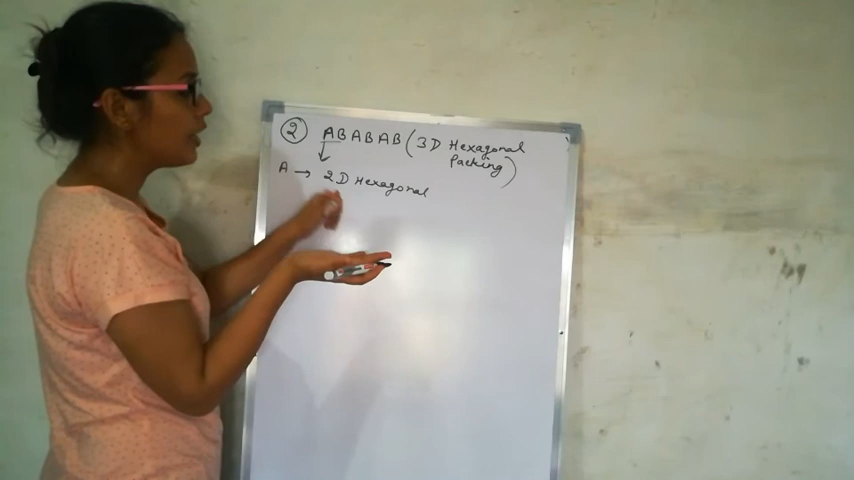 ② ABABAB (3D Hexagonal
Packing)
A → 2D Hexagonal